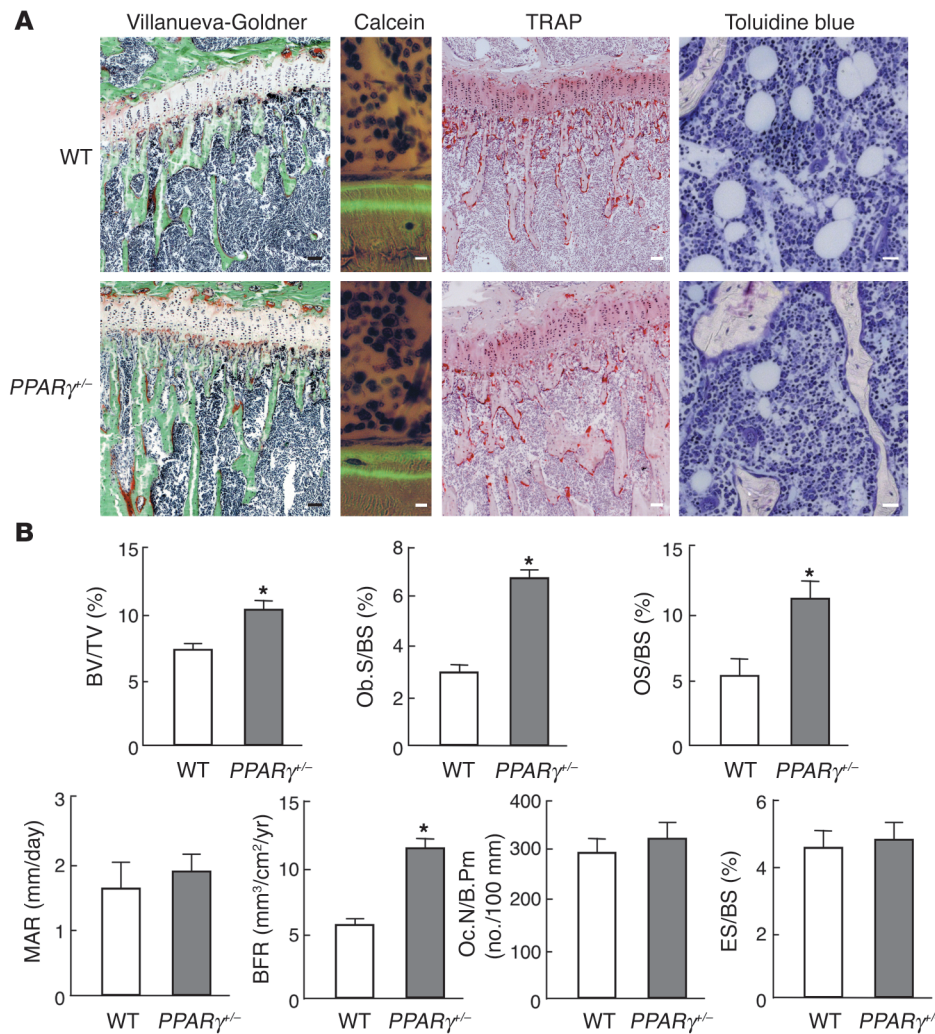 A
Villanueva-Goldner Calcein TRAP Toluidine blue
WT
PPARγ+/–
B
BV/TV (%)
15
10
5
0
*
WT PPARγ+/–
Ob.S/BS (%)
8
6
4
2
0
*
WT PPARγ+/–
OS/BS (%)
15
10
5
0
*
WT PPARγ+/–
MAR (mm/day)
3
2
1
0
WT PPARγ+/–
BFR (mm³/cm²/yr)
15
10
5
0
*
WT PPARγ+/–
Oc.N/B.Pm
(no./100 mm)
400
300
200
100
0
WT PPARγ+/–
ES/BS (%)
6
4
2
0
WT PPARγ+/